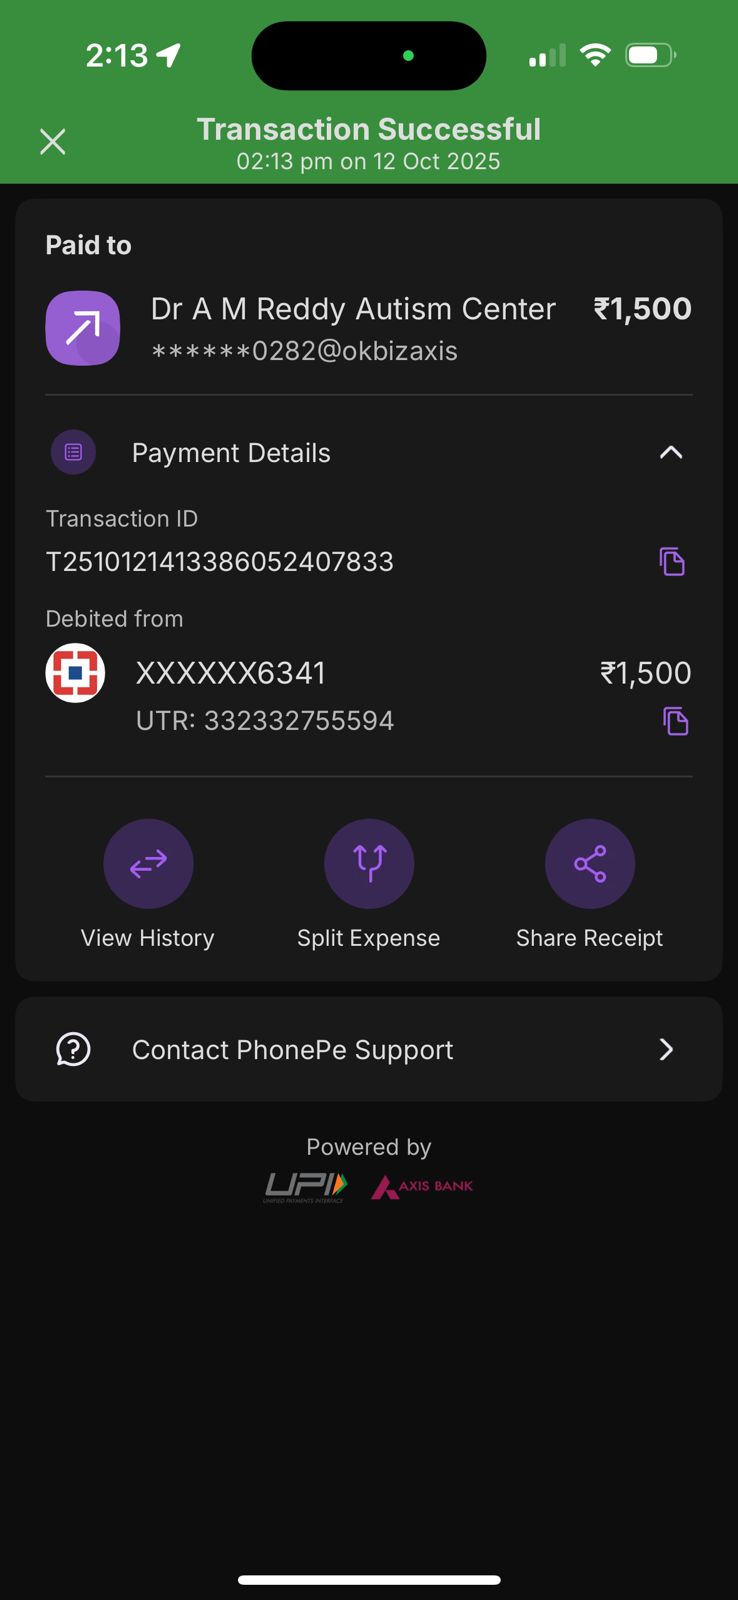 2:13
Transaction Successful
02:13 pm on 12 Oct 2025
Paid to
Dr A M Reddy Autism Center ₹1,500
******0282@okbizaxis
Payment Details
Transaction ID
T2510121413386052407833
Debited from
XXXXXX6341 ₹1,500
UTR: 332332755594
View History Split Expense Share Receipt
Contact PhonePe Support
Powered by
UPI AXIS BANK
UNIFIED PAYMENTS INTERFACE